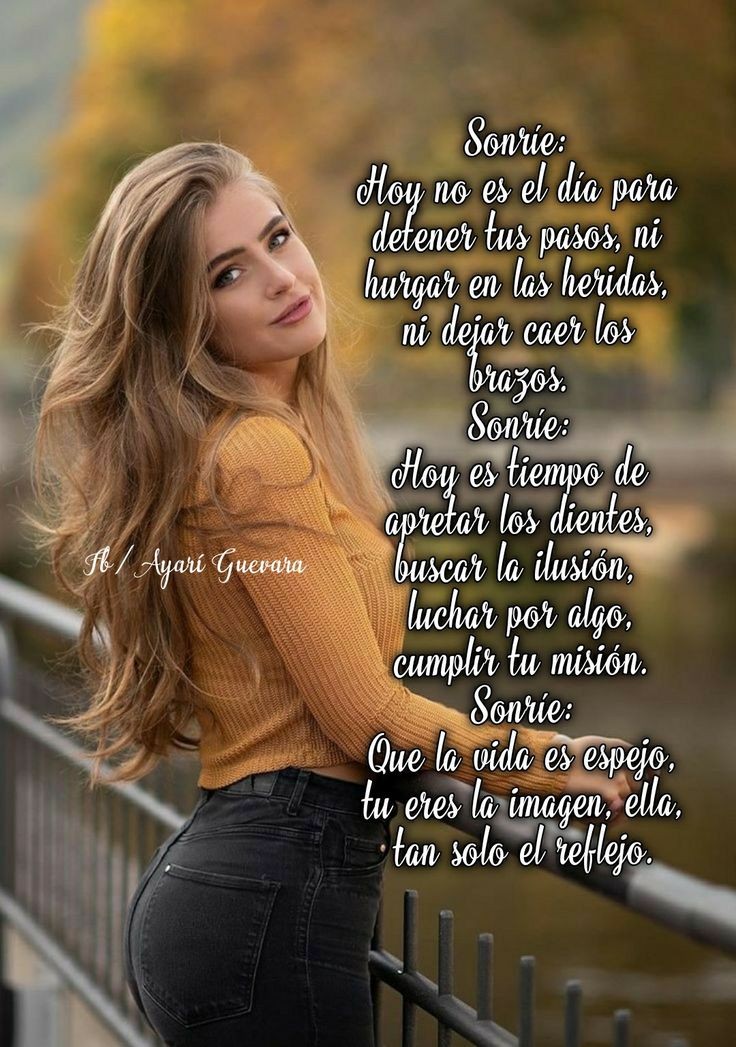 Sonríe:
Hoy no es el día para
detener tus pasos, ni
hurgar en las heridas,
ni dejar caer los
brazos.
Sonríe:
Hoy es tiempo de
apretar los dientes,
buscar la ilusión,
luchar por algo,
cumplir tu misión.
Sonríe:
Que la vida es espejo,
tu eres la imagen, ella,
tan solo el reflejo.
Fb/ Ayarí Guevara